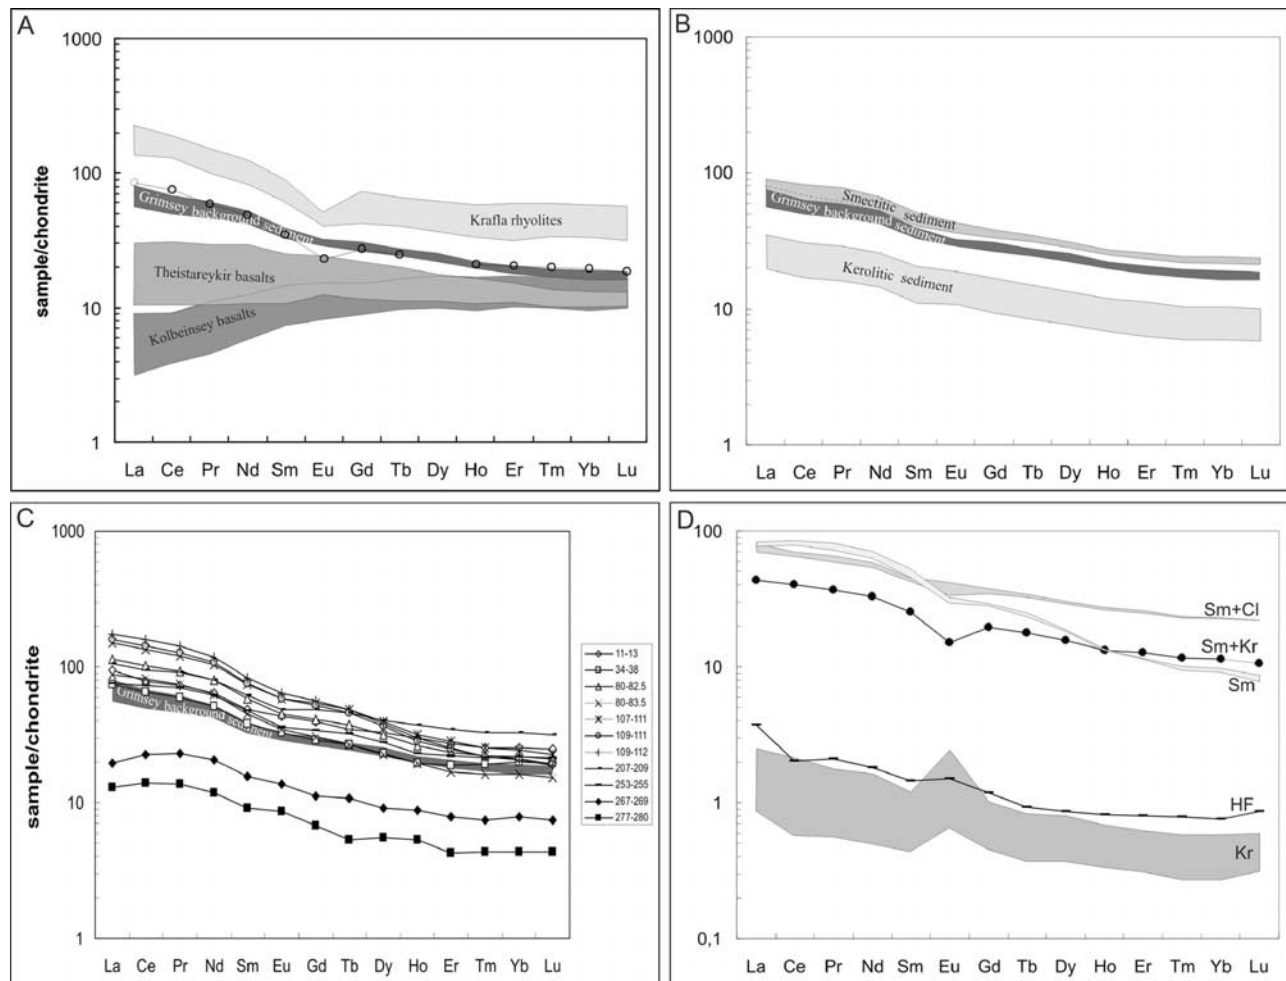 A
1000
100
10
1
sample/chondrite
Krafla rhyolites
Grimsey background sediment
Theistareykir basalts
Kolbeinsey basalts
La Ce Pr Nd Sm Eu Gd Tb Dy Ho Er Tm Yb Lu
B
1000
100
10
1
Smectitic sediment
Grimsey background sediment
Kerolitic sediment
La Ce Pr Nd Sm Eu Gd Tb Dy Ho Er Tm Yb Lu
C
1000
100
10
1
sample/chondrite
Grimsey background sediment
11-13
34-38
80-82.5
80-83.5
107-111
109-111
109-112
207-209
253-255
267-269
277-280
La Ce Pr Nd Sm Eu Gd Tb Dy Ho Er Tm Yb Lu
D
100
10
1
0,1
Sm+Cl
Sm+Kr
Sm
HF
Kr
La Ce Pr Nd Sm Eu Gd Tb Dy Ho Er Tm Yb Lu